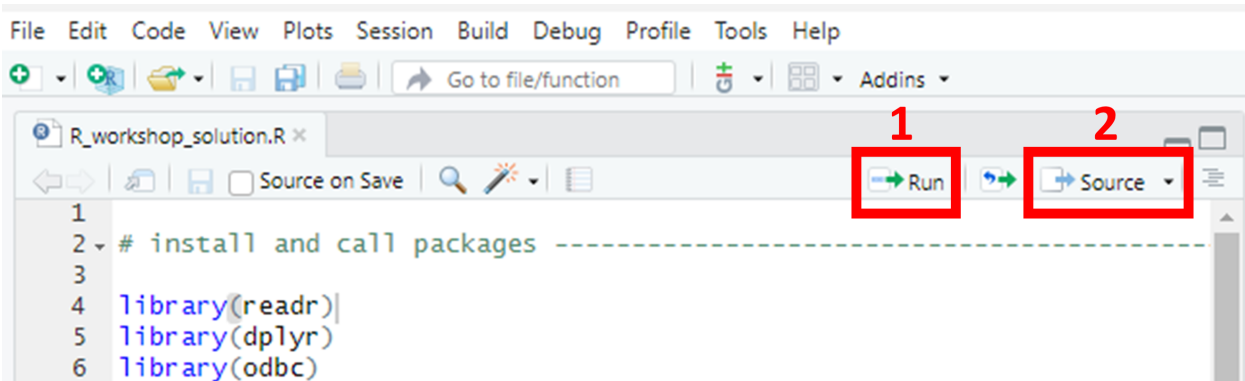 File Edit Code View Plots Session Build Debug Profile Tools Help
Go to file/function Addins
R_workshop_solution.R 1 2
Source on Save Run Source
1
2 # install and call packages -----------------------------------------
3
4 library(readr)
5 library(dplyr)
6 library(odbc)